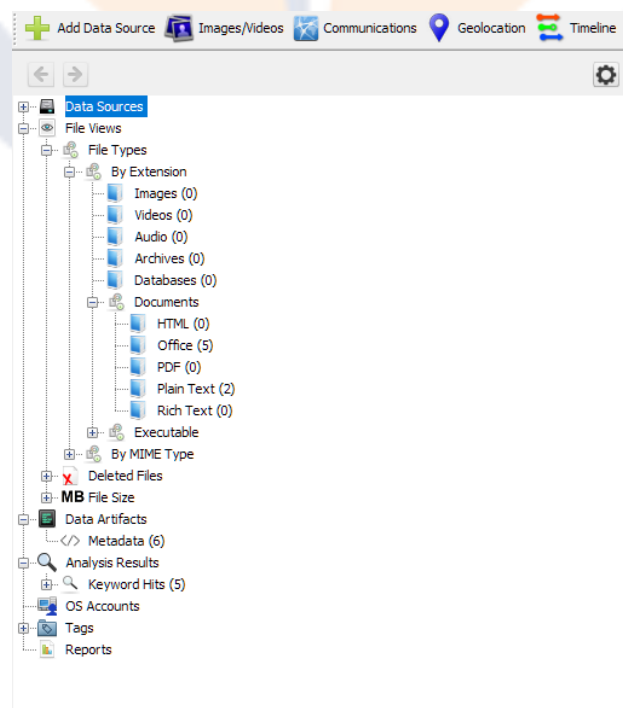 Add Data Source Images/Videos Communications Geolocation Timeline
Data Sources
File Views
File Types
By Extension
Images (0)
Videos (0)
Audio (0)
Archives (0)
Databases (0)
Documents
HTML (0)
Office (5)
PDF (0)
Plain Text (2)
Rich Text (0)
Executable
By MIME Type
Deleted Files
MB File Size
Data Artifacts
Metadata (6)
Analysis Results
Keyword Hits (5)
OS Accounts
Tags
Reports